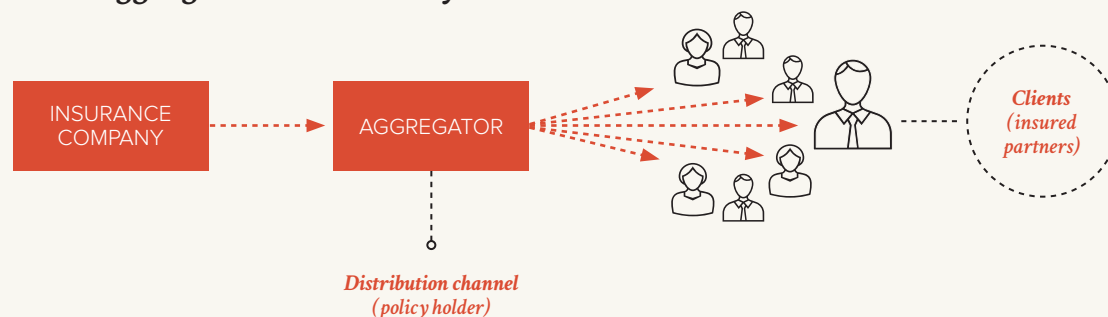 INSURANCE
COMPANY
AGGREGATOR
Clients
(insured
partners)
Distribution channel
(policy holder)